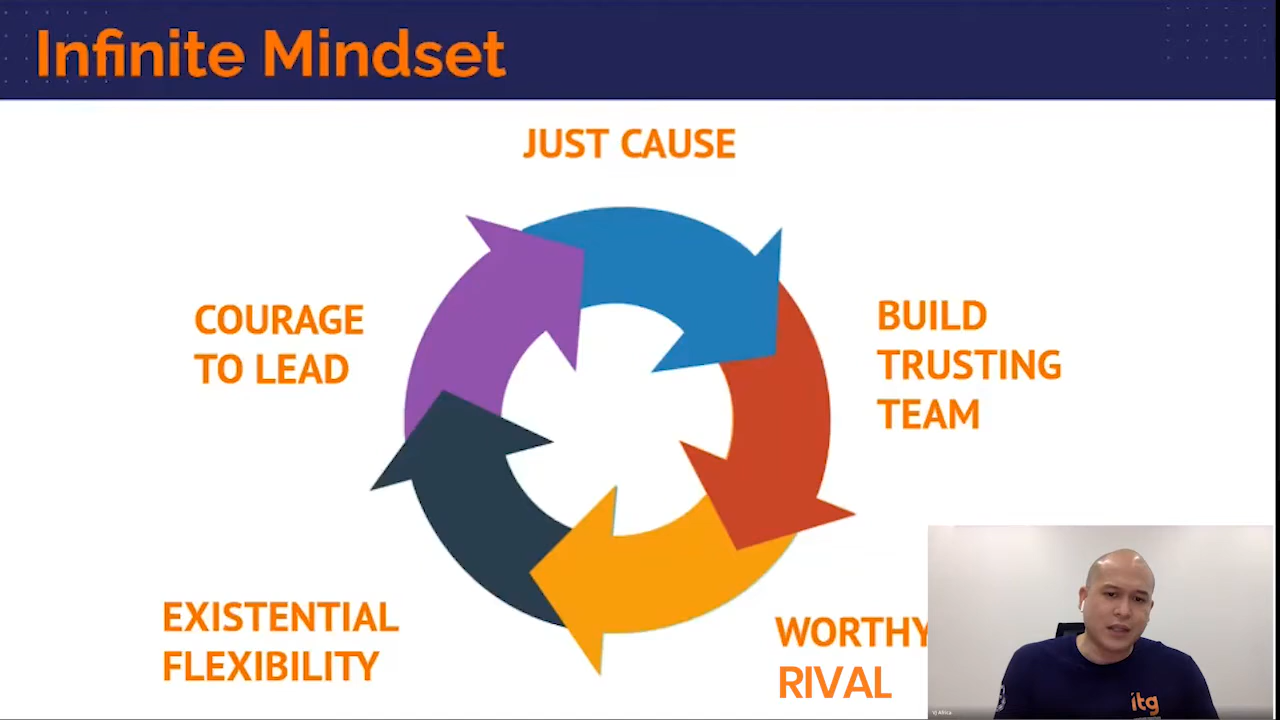 Infinite Mindset
JUST CAUSE
BUILD
TRUSTING
TEAM
WORTHY
RIVAL
EXISTENTIAL
FLEXIBILITY
COURAGE
TO LEAD
itg